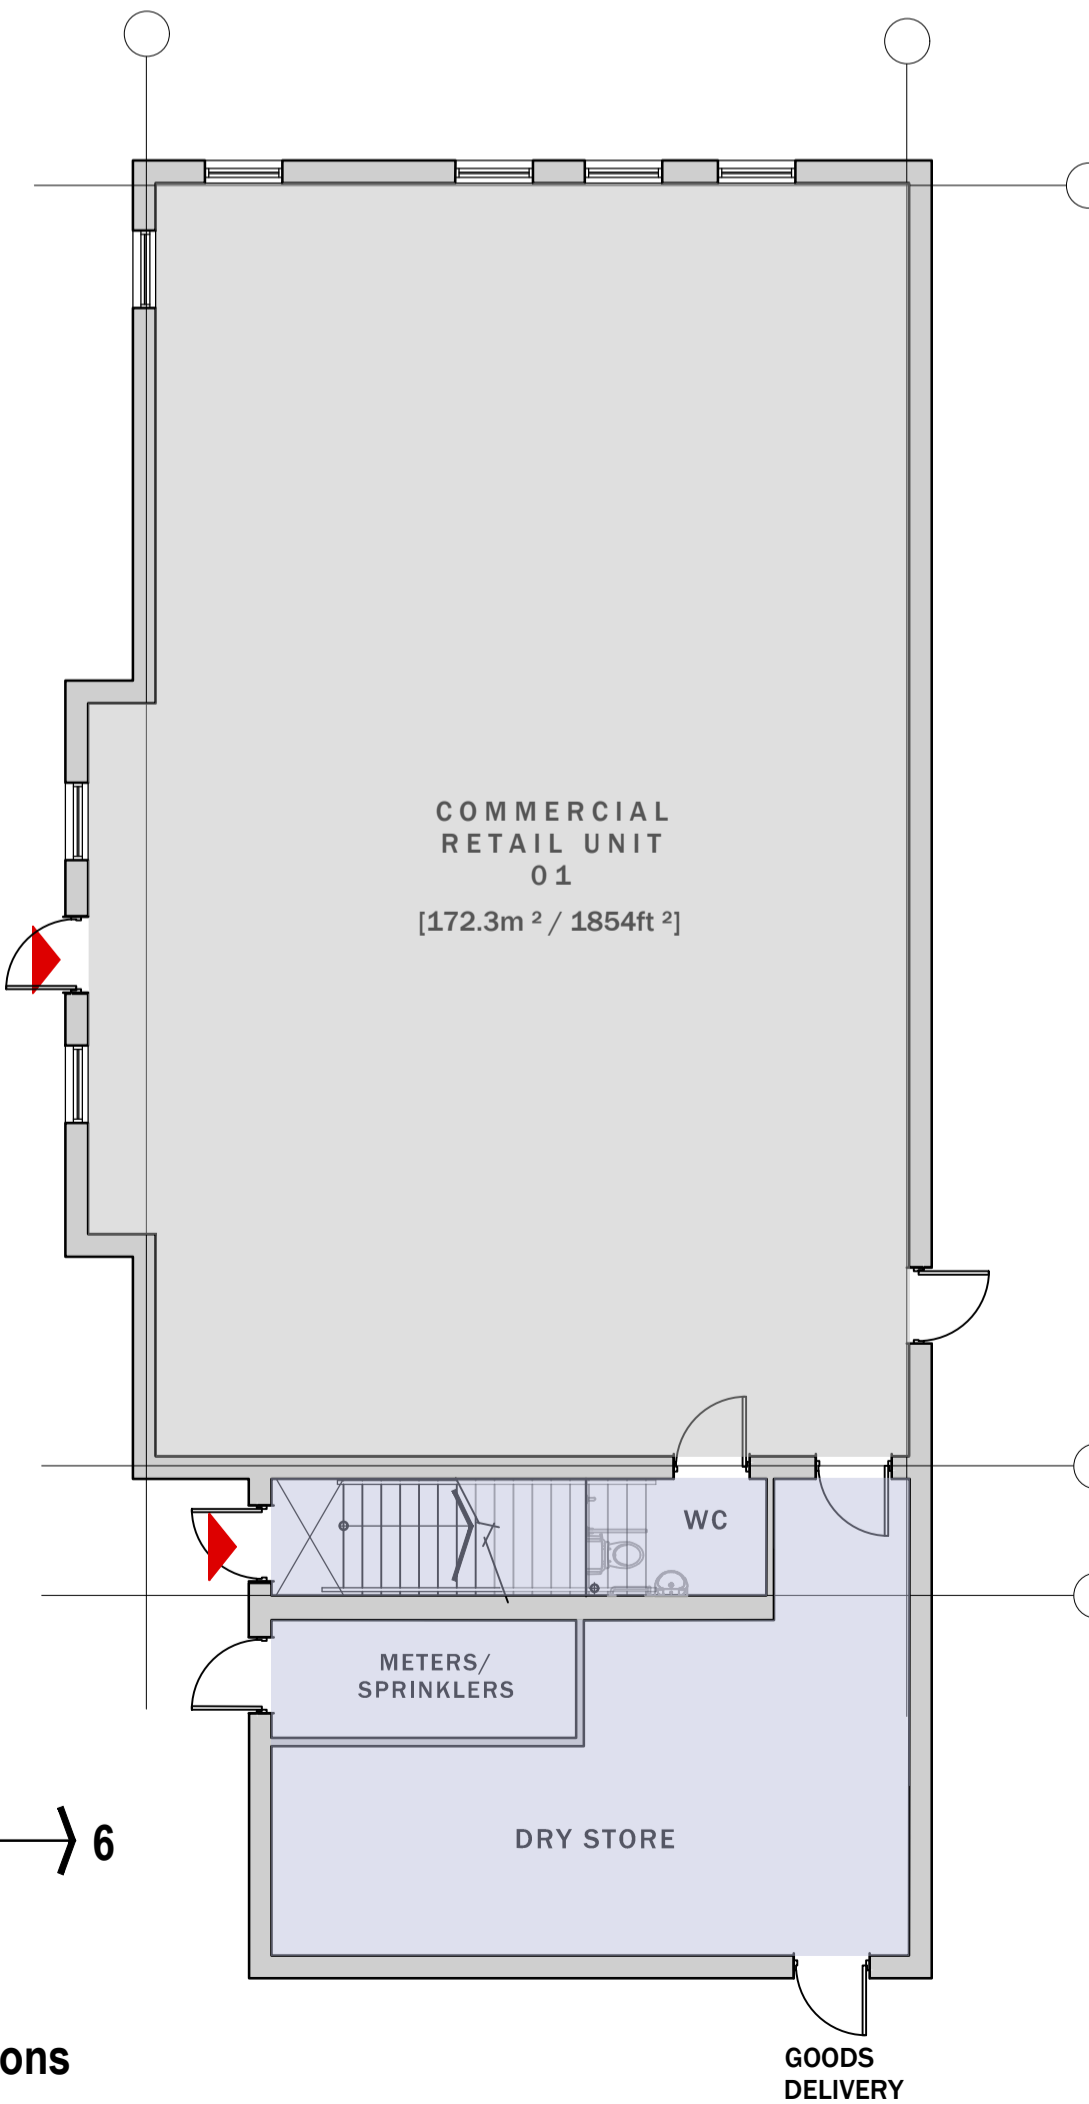 COMMERCIAL
RETAIL UNIT
01
[172.3m ² / 1854ft ²]
WC
METERS/
SPRINKLERS
DRY STORE
6
ons
GOODS
DELIVERY